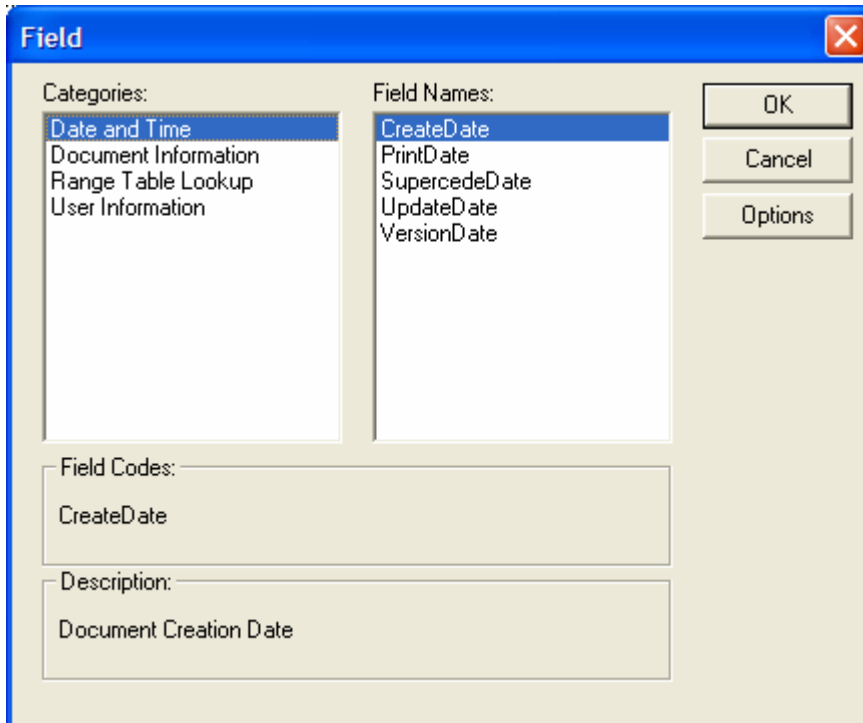 Field
Categories:
Date and Time
Document Information
Range Table Lookup
User Information
Field Names:
CreateDate
PrintDate
SupercedeDate
UpdateDate
VersionDate
OK
Cancel
Options
Field Codes:
CreateDate
Description:
Document Creation Date